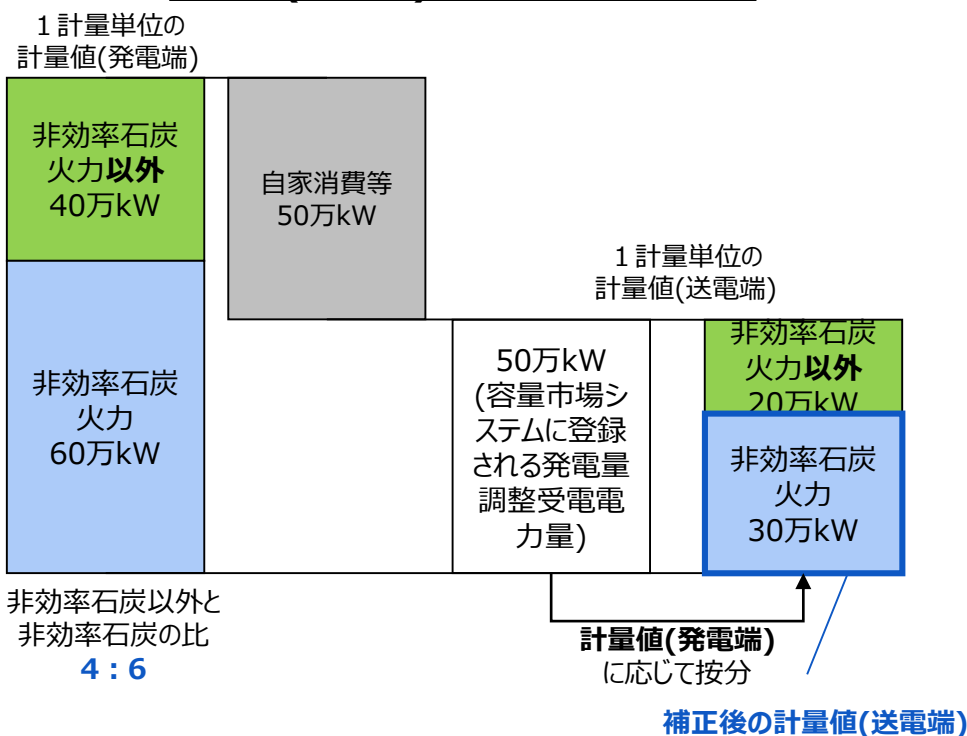 １計量単位の
計量値(発電端)
非効率石炭
火力以外
40万kW
自家消費等
50万kW
１計量単位の
計量値(送電端)
非効率石炭
火力
60万kW
50万kW
(容量市場シ
ステムに登録
される発電量
調整受電電
力量)
非効率石炭
火力以外
20万kW
非効率石炭
火力
30万kW
非効率石炭以外と
非効率石炭の比
４：６
計量値(発電端)
に応じて按分
補正後の計量値(送電端)